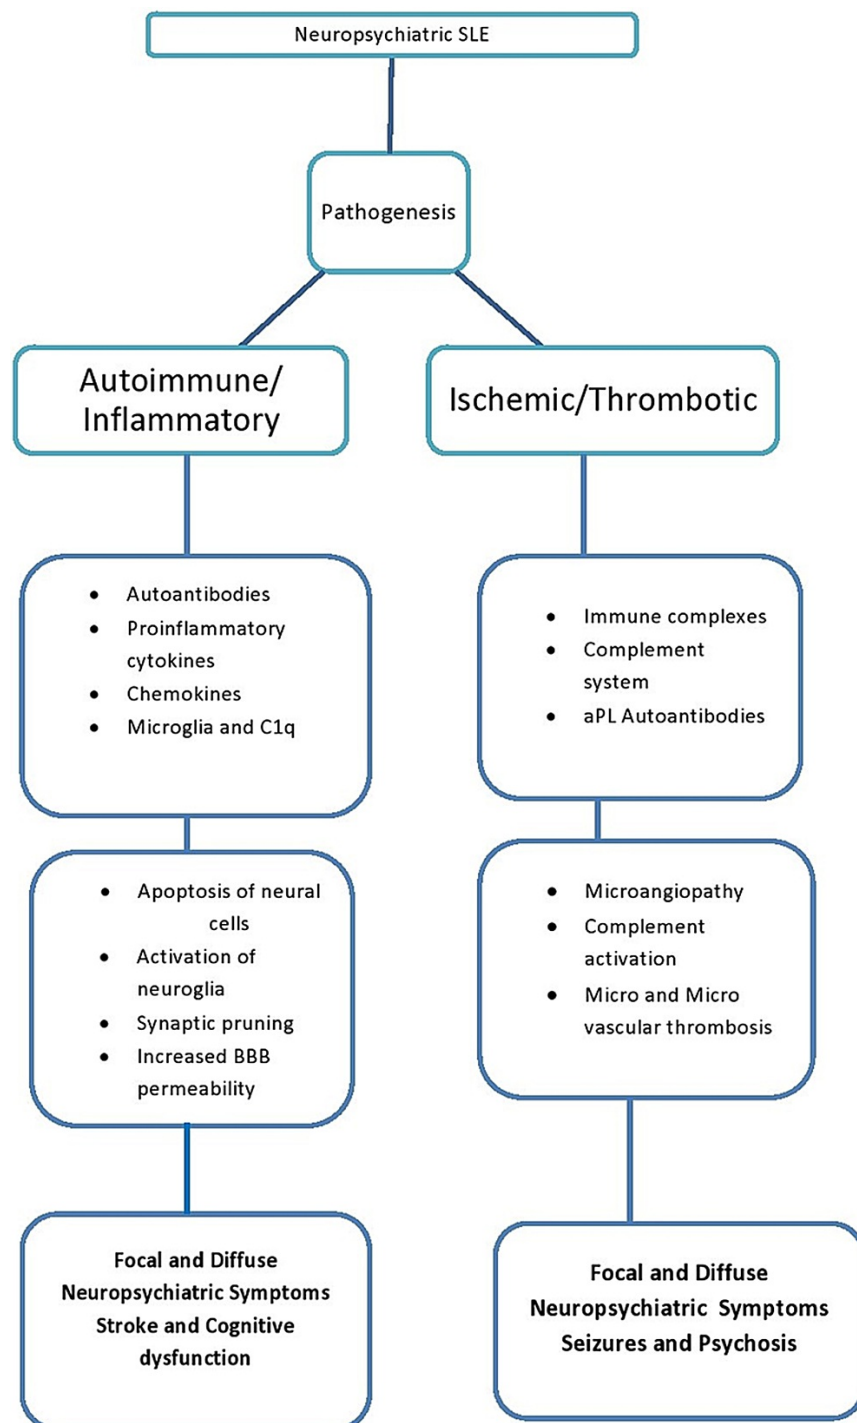 Neuropsychiatric SLE
Pathogenesis
Autoimmune/
Inflammatory
• Autoantibodies
• Proinflammatory
cytokines
• Chemokines
• Microglia and C1q
• Apoptosis of neural
cells
• Activation of
neuroglia
• Synaptic pruning
• Increased BBB
permeability
Focal and Diffuse
Neuropsychiatric Symptoms
Stroke and Cognitive
dysfunction
Ischemic/Thrombotic
• Immune complexes
• Complement
system
• aPL Autoantibodies
• Microangiopathy
• Complement
activation
• Micro and Micro
vascular thrombosis
Focal and Diffuse
Neuropsychiatric Symptoms
Seizures and Psychosis